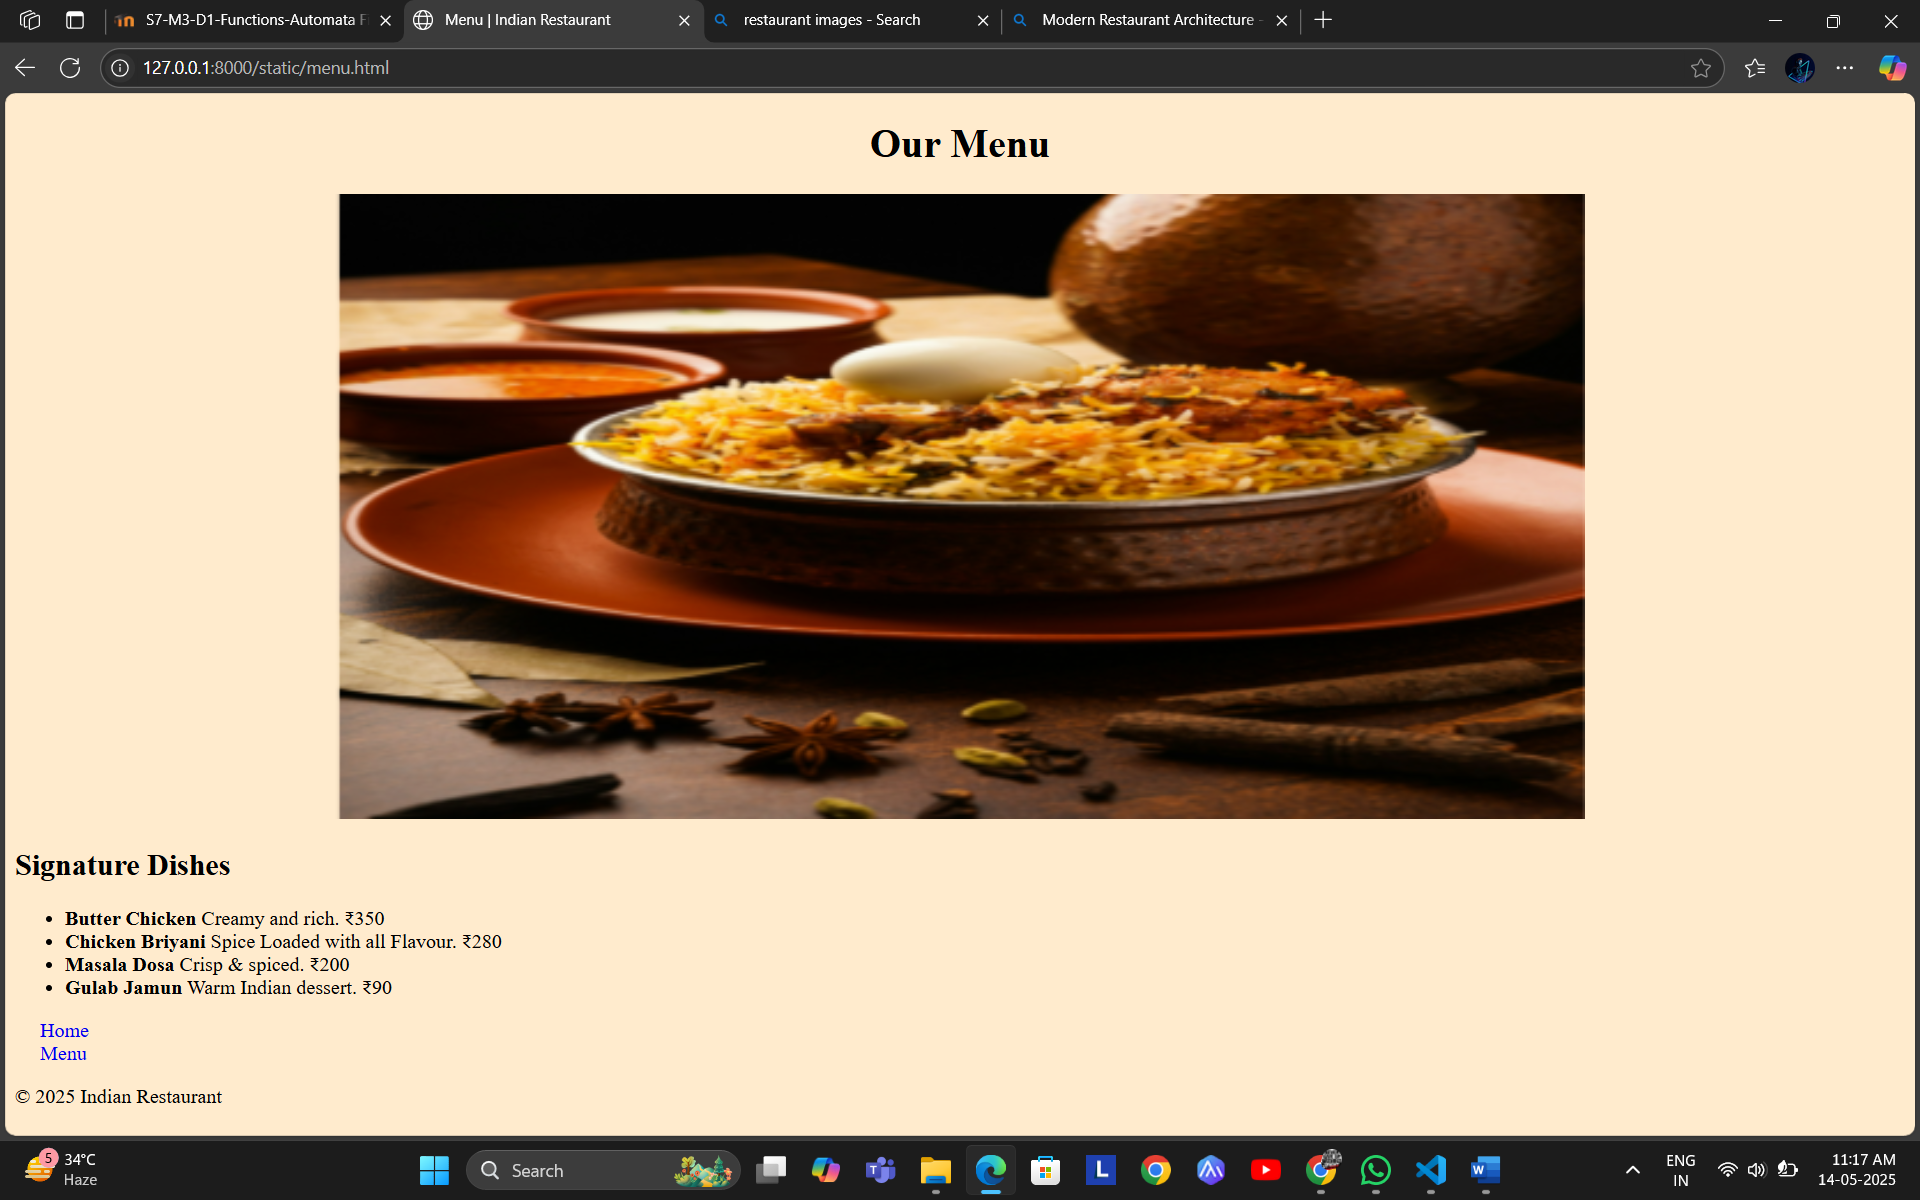 S7-M3-D1-Functions-Automata F
Menu | Indian Restaurant
restaurant images - Search
Modern Restaurant Architecture -
127.0.0.1:8000/static/menu.html
Our Menu
Signature Dishes
• Butter Chicken Creamy and rich. ₹350
• Chicken Briyani Spice Loaded with all Flavour. ₹280
• Masala Dosa Crisp & spiced. ₹200
• Gulab Jamun Warm Indian dessert. ₹90
Home
Menu
© 2025 Indian Restaurant
5
34°C
Haze
Search
L
ENG
IN
11:17 AM
14-05-2025